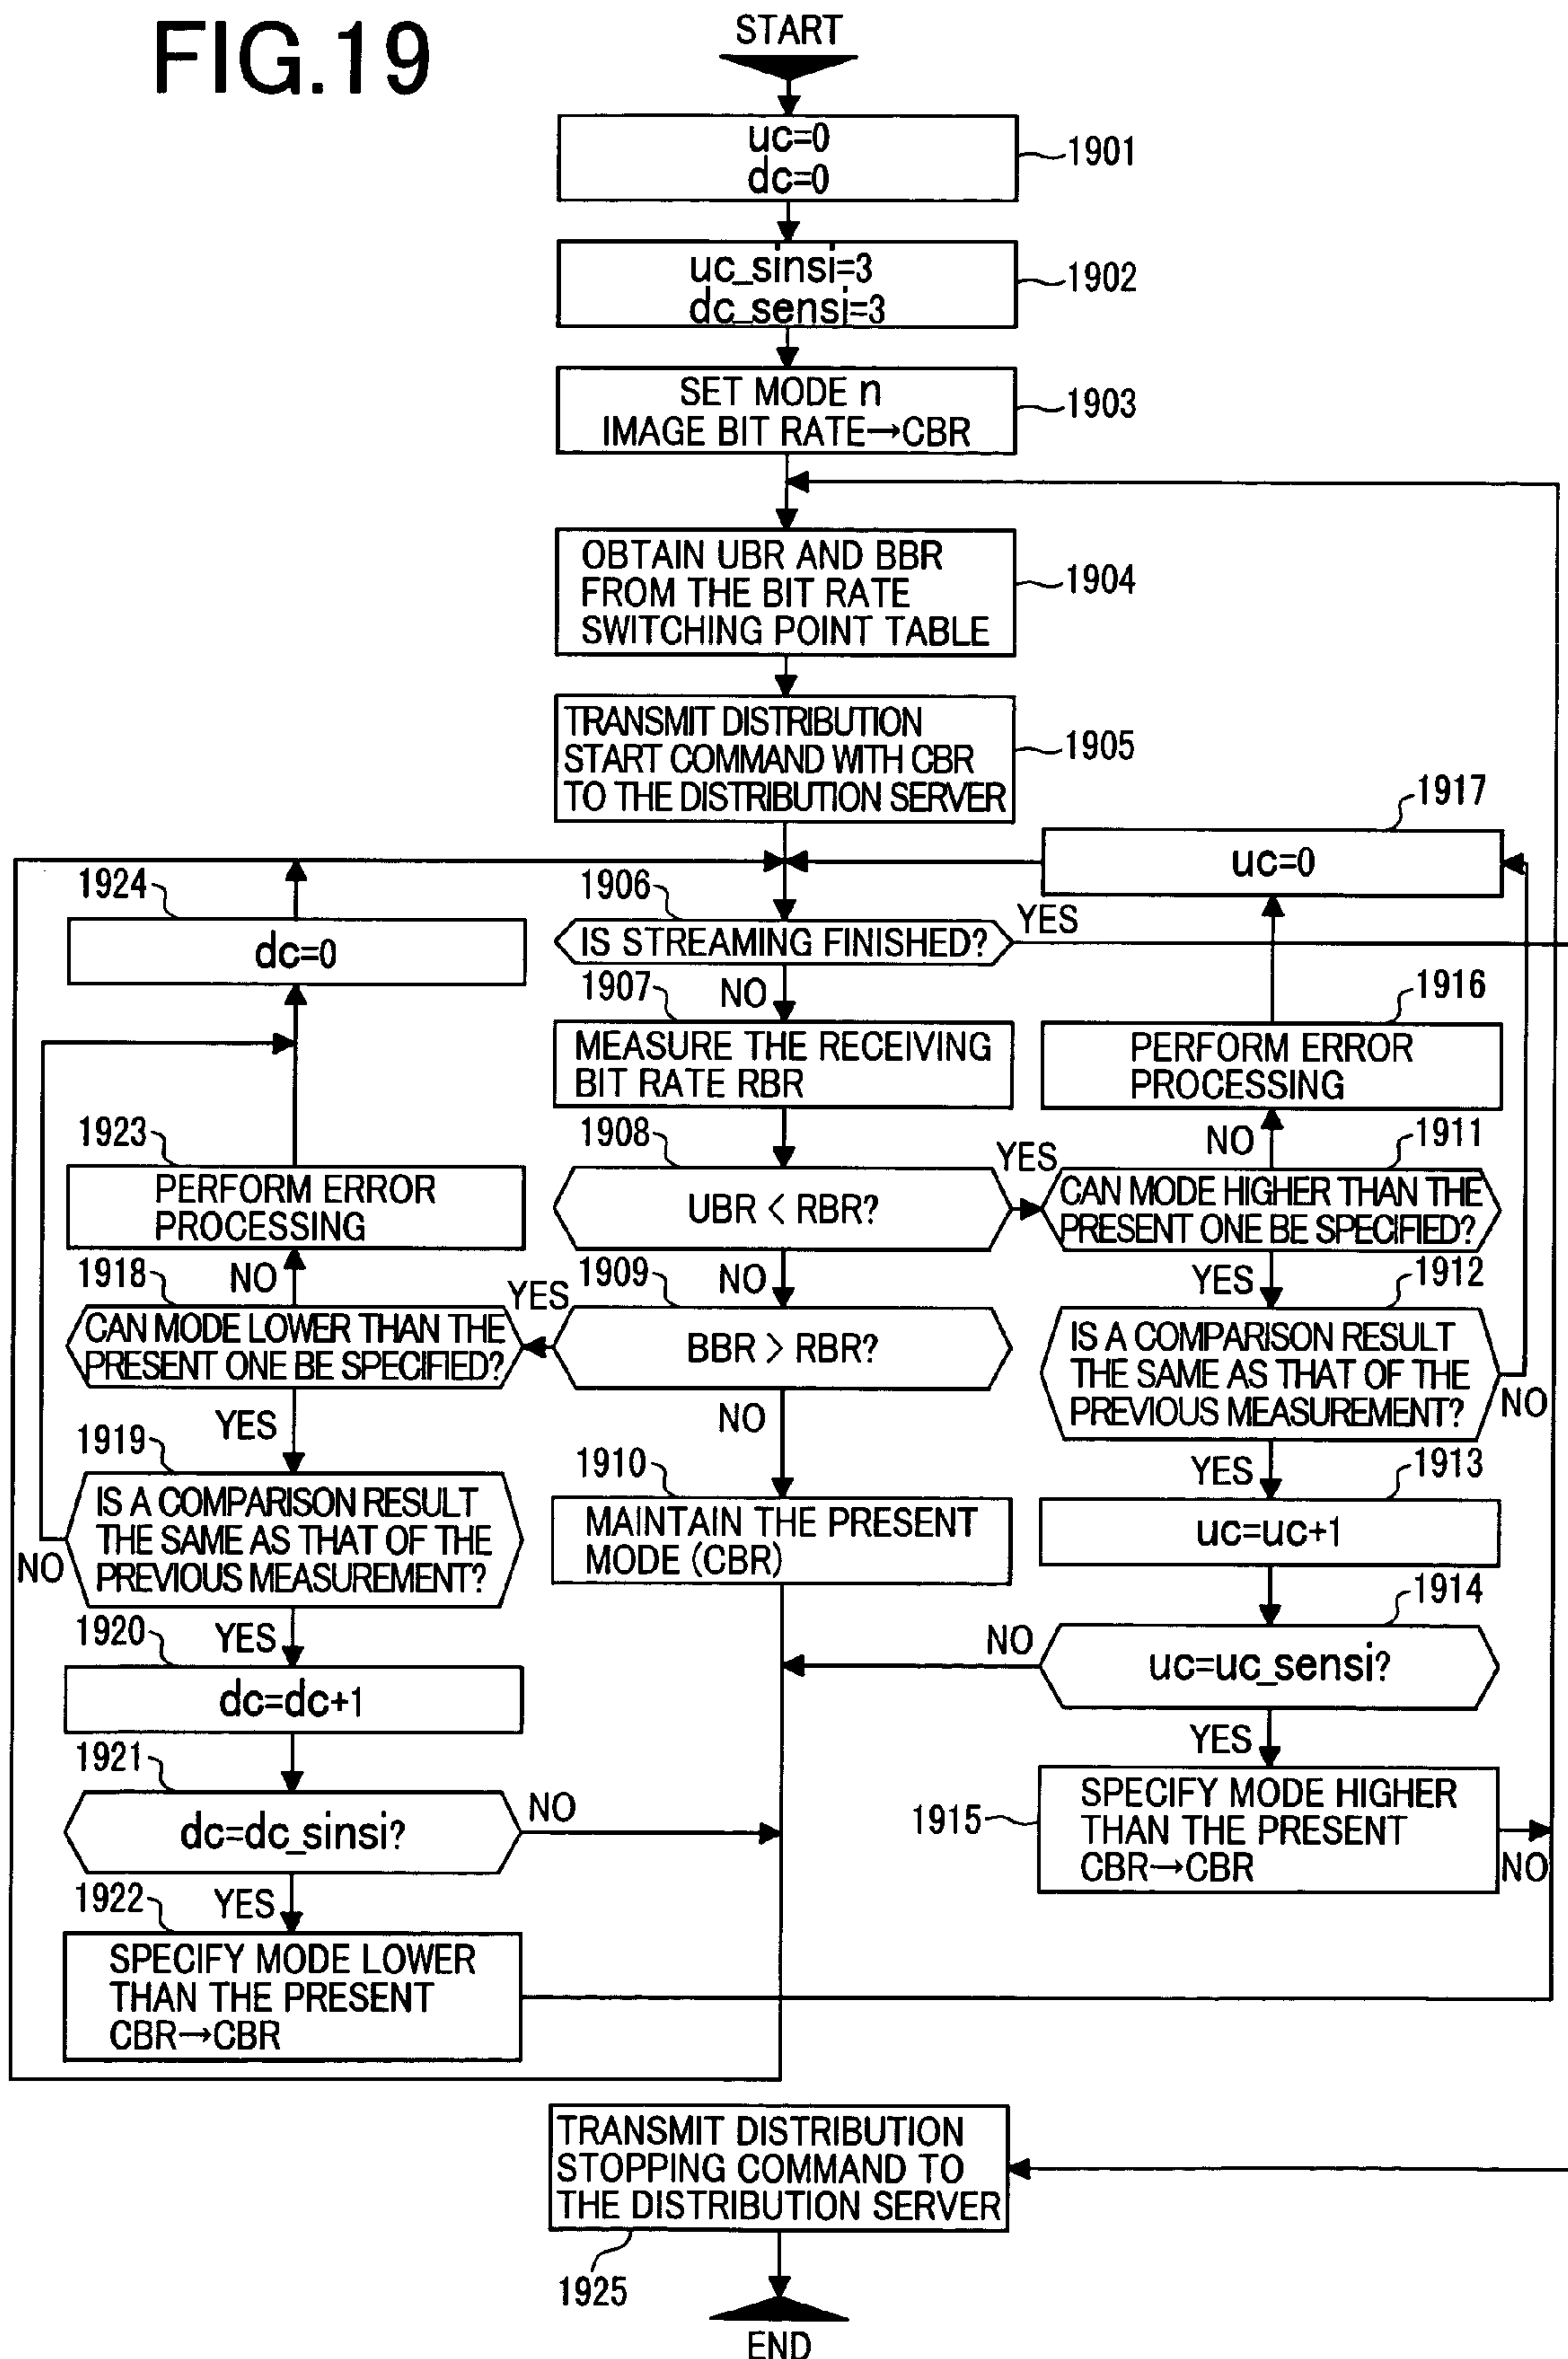 FIG.19
START
uc=0
dc=0
1901
uc_sinsi=3
dc_sensi=3
1902
SET MODE n
IMAGE BIT RATE→CBR
1903
OBTAIN UBR AND BBR
FROM THE BIT RATE
SWITCHING POINT TABLE
1904
TRANSMIT DISTRIBUTION
START COMMAND WITH CBR
TO THE DISTRIBUTION SERVER
1905
1917
uc=0
1924
dc=0
1906
IS STREAMING FINISHED?
YES
NO
1907
MEASURE THE RECEIVING
BIT RATE RBR
1916
PERFORM ERROR
PROCESSING
NO
1923
PERFORM ERROR
PROCESSING
1908
UBR < RBR?
YES
NO
1911
CAN MODE HIGHER THAN THE
PRESENT ONE BE SPECIFIED?
YES
1918
NO
CAN MODE LOWER THAN THE
PRESENT ONE BE SPECIFIED?
YES
1909
YES
BBR > RBR?
NO
1912
IS A COMPARISON RESULT
THE SAME AS THAT OF THE
PREVIOUS MEASUREMENT?
NO
YES
1919
IS A COMPARISON RESULT
THE SAME AS THAT OF THE
PREVIOUS MEASUREMENT?
NO
YES
1910
MAINTAIN THE PRESENT
MODE (CBR)
1913
uc=uc+1
1920
dc=dc+1
1914
uc=uc_sensi?
NO
YES
1921
dc=dc_sinsi?
NO
YES
1915
SPECIFY MODE HIGHER
THAN THE PRESENT
CBR→CBR
NO
1922
SPECIFY MODE LOWER
THAN THE PRESENT
CBR→CBR
TRANSMIT DISTRIBUTION
STOPPING COMMAND TO
THE DISTRIBUTION SERVER
1925
END